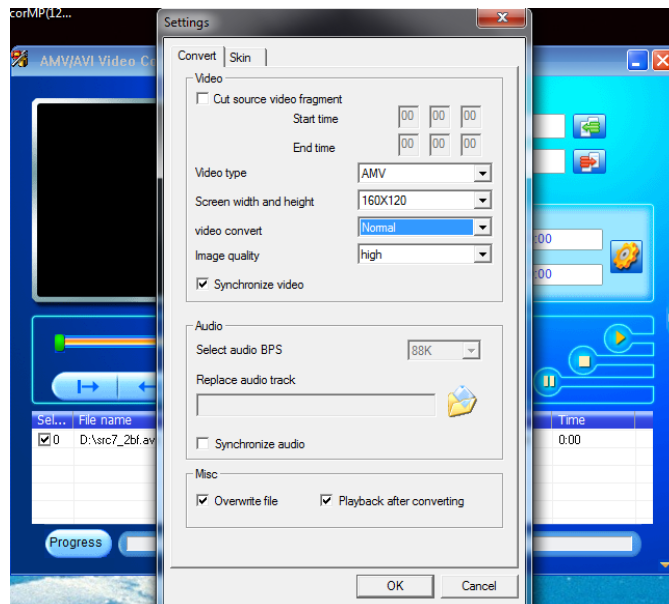 corMP(12...
Settings
AMV/AVI Video Co
Convert
Skin
Video
Cut source video fragment
Start time 00 00 00
End time 00 00 00
Video type AMV
Screen width and height 160X120
video convert Normal
Image quality high
Synchronize video
:00
:00
Audio
Select audio BPS 88K
Replace audio track
Synchronize audio
Sel... File name Time
0 D:\src7_2bf.av 0:00
Misc
Overwrite file Playback after converting
Progress
OK Cancel